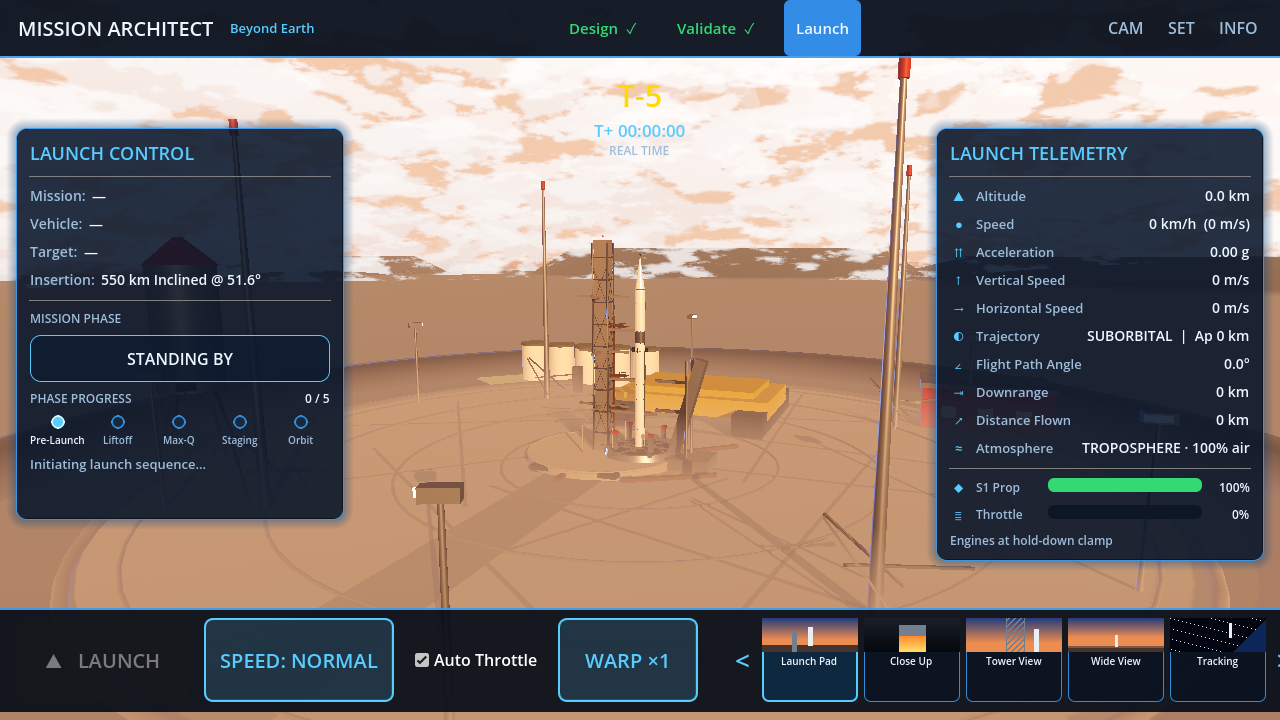 MISSION ARCHITECT Beyond Earth Design ✓ Validate ✓ Launch CAM SET INFO
T-5
T+ 00:00:00
REAL TIME
LAUNCH CONTROL
Mission: —
Vehicle: —
Target: —
Insertion: 550 km Inclined @ 51.6°
MISSION PHASE
STANDING BY
PHASE PROGRESS 0 / 5
Pre-Launch Liftoff Max-Q Staging Orbit
Initiating launch sequence...
LAUNCH TELEMETRY
Altitude 0.0 km
Speed 0 km/h (0 m/s)
Acceleration 0.00 g
Vertical Speed 0 m/s
Horizontal Speed 0 m/s
Trajectory SUBORBITAL | Ap 0 km
Flight Path Angle 0.0°
Downrange 0 km
Distance Flown 0 km
Atmosphere TROPOSPHERE · 100% air
S1 Prop 100%
Throttle 0%
Engines at hold-down clamp
▲ LAUNCH SPEED: NORMAL Auto Throttle WARP ×1 < Launch Pad Close Up Tower View Wide View Tracking